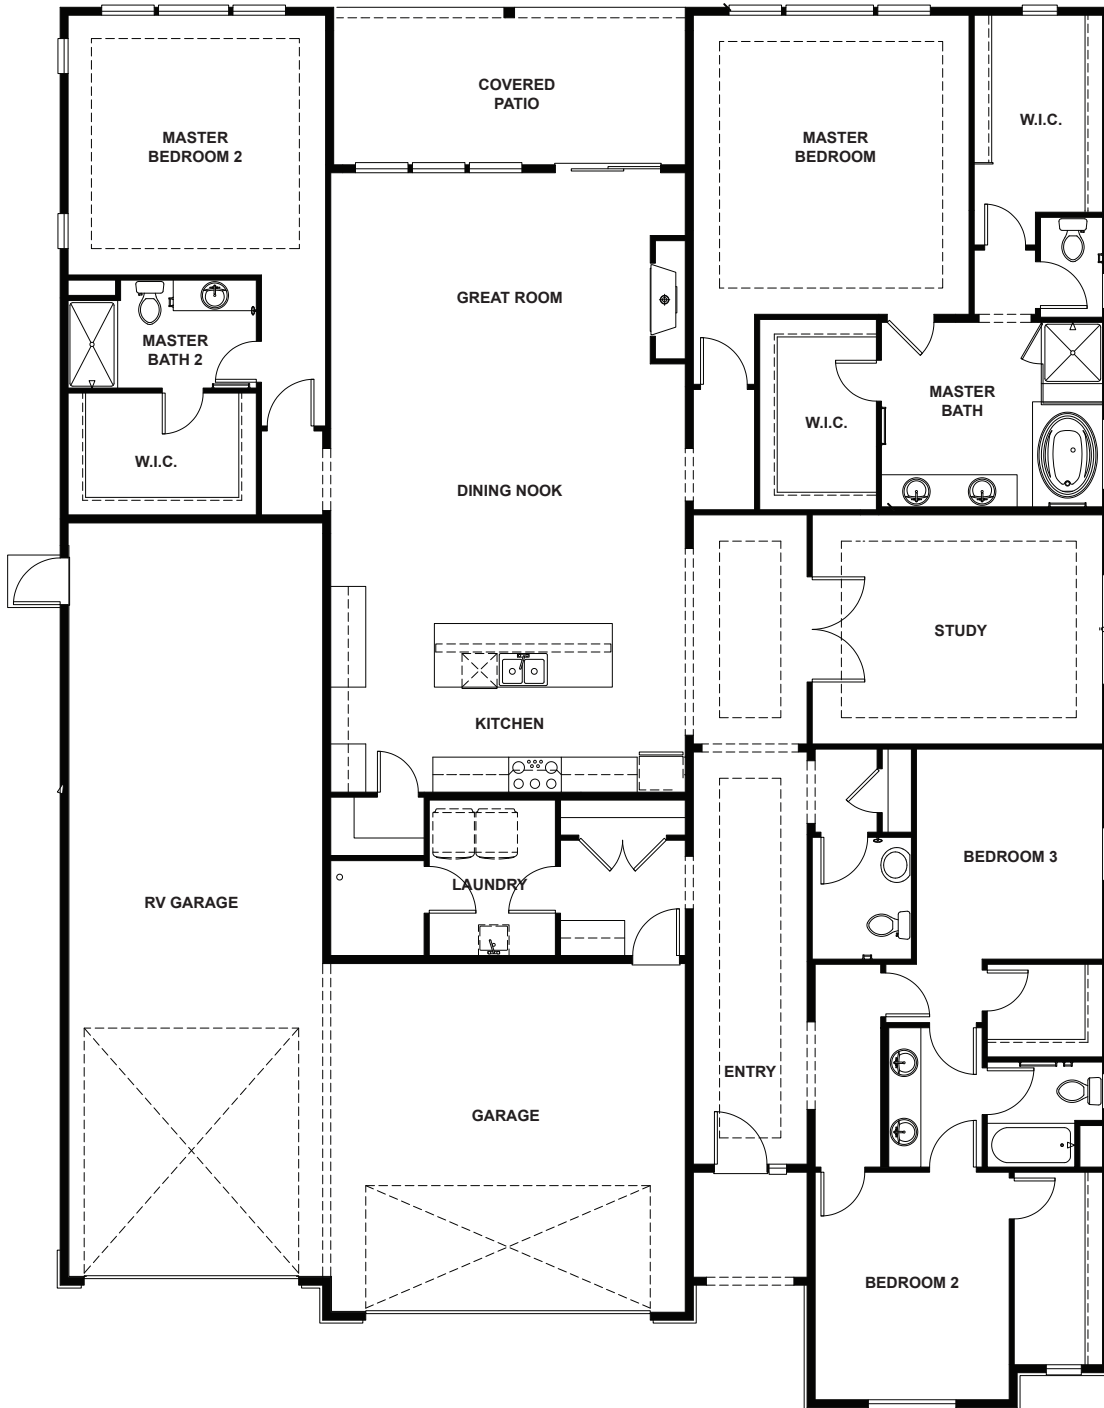 COVERED
PATIO
MASTER
BEDROOM 2
MASTER
BEDROOM
W.I.C.
GREAT ROOM
MASTER
BATH 2
MASTER
BATH
W.I.C.
W.I.C.
DINING NOOK
STUDY
KITCHEN
BEDROOM 3
LAUNDRY
RV GARAGE
ENTRY
GARAGE
BEDROOM 2